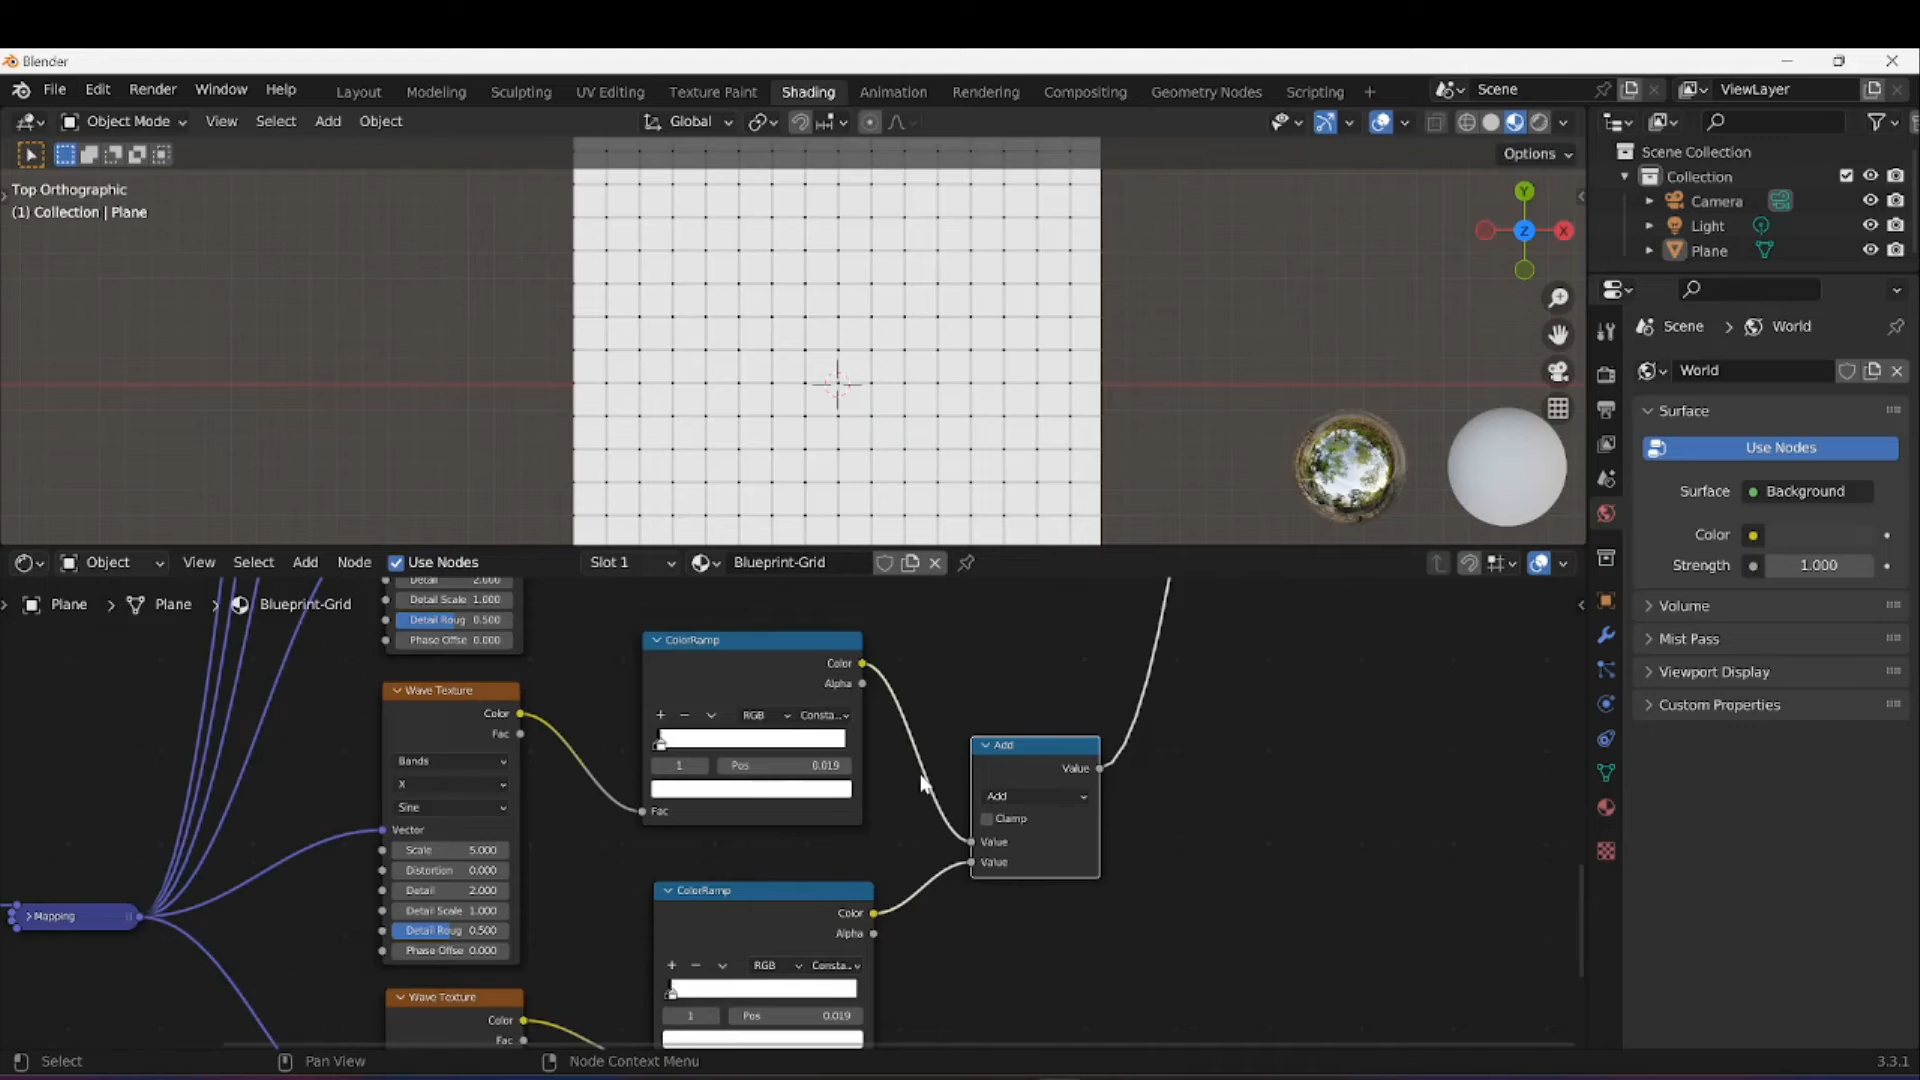 Blender
File Edit Render Window Help Layout Modeling Sculpting UV Editing Texture Paint Shading Animation Rendering Compositing Geometry Nodes Scripting + Scene ViewLayer
Object Mode View Select Add Object Global
Options
Top Orthographic
(1) Collection | Plane
Y
X
Z
Scene Collection
Collection
Camera
Light
Plane
Scene > World
World
Surface
Use Nodes
Surface Background
Color
Strength 1.000
Volume
Mist Pass
Viewport Display
Custom Properties
Object View Select Add Node Use Nodes Slot 1 Blueprint-Grid
Plane > Plane > Blueprint-Grid
Detail 2.000
Detail Scale 1.000
Detail Roug 0.500
Phase Offse 0.000
ColorRamp
Color
Alpha
RGB Consta...
1 Pos 0.019
Fac
Wave Texture
Color
Fac
Bands
X
Sine
Vector
Scale 5.000
Distortion 0.000
Detail 2.000
Detail Scale 1.000
Detail Roug 0.500
Phase Offse 0.000
Add
Value
Add
Clamp
Value
Value
Mapping
ColorRamp
Color
Alpha
RGB Consta...
1 Pos 0.019
Wave Texture
Color
Fac
Select Pan View Node Context Menu 3.3.1